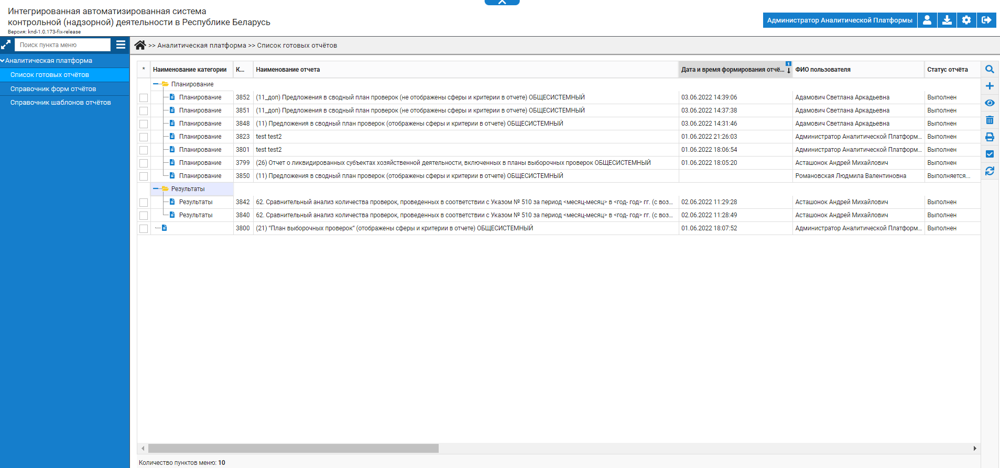 Интегрированная автоматизированная система
контрольной (надзорной) деятельности в Республике Беларусь
Версия: knd-1.0.173-fix-release
Администратор Аналитической Платформы
Поиск пункта меню
>> Аналитическая платформа >> Список готовых отчётов
Аналитическая платформа
Список готовых отчётов
Справочник форм отчётов
Справочник шаблонов отчётов
* Наименование категории К... Наименование отчета Дата и время формирования отчё... 1 ФИО пользователя Статус отчёта
Планирование
Планирование 3852 (11_доп) Предложения в сводный план проверок (не отображены сферы и критерии в отчете) ОБЩЕСИСТЕМНЫЙ 03.06.2022 14:39:06 Адамович Светлана Аркадьевна Выполнен
Планирование 3851 (11_доп) Предложения в сводный план проверок (не отображены сферы и критерии в отчете) ОБЩЕСИСТЕМНЫЙ 03.06.2022 14:37:38 Адамович Светлана Аркадьевна Выполнен
Планирование 3848 (11) Предложения в сводный план проверок (отображены сферы и критерии в отчете) ОБЩЕСИСТЕМНЫЙ 03.06.2022 14:31:46 Адамович Светлана Аркадьевна Выполнен
Планирование 3823 test test2 01.06.2022 21:26:03 Администратор Аналитической Платформ... Выполнен
Планирование 3801 test test2 01.06.2022 18:06:54 Администратор Аналитической Платформ... Выполнен
Планирование 3799 (26) Отчет о ликвидированных субъектах хозяйственной деятельности, включенных в планы выборочных проверок ОБЩЕСИСТЕМНЫЙ 01.06.2022 18:05:20 Асташонок Андрей Михайлович Выполнен
Планирование 3850 (11) Предложения в сводный план проверок (отображены сферы и критерии в отчете) ОБЩЕСИСТЕМНЫЙ Романовская Людмила Валентиновна Выполняется...
Результаты
Результаты 3842 62. Сравнительный анализ количества проверок, проведенных в соответствии с Указом № 510 за период <месяц-месяц> в <год- год> гг. (с воз... 02.06.2022 11:29:28 Асташонок Андрей Михайлович Выполнен
Результаты 3840 62. Сравнительный анализ количества проверок, проведенных в соответствии с Указом № 510 за период <месяц-месяц> в <год- год> гг. (с воз... 02.06.2022 11:28:49 Асташонок Андрей Михайлович Выполнен
3800 (21) "План выборочных проверок" (отображены сферы и критерии в отчете) ОБЩЕСИСТЕМНЫЙ 01.06.2022 18:07:52 Администратор Аналитической Платформ... Выполнен
Количество пунктов меню: 10